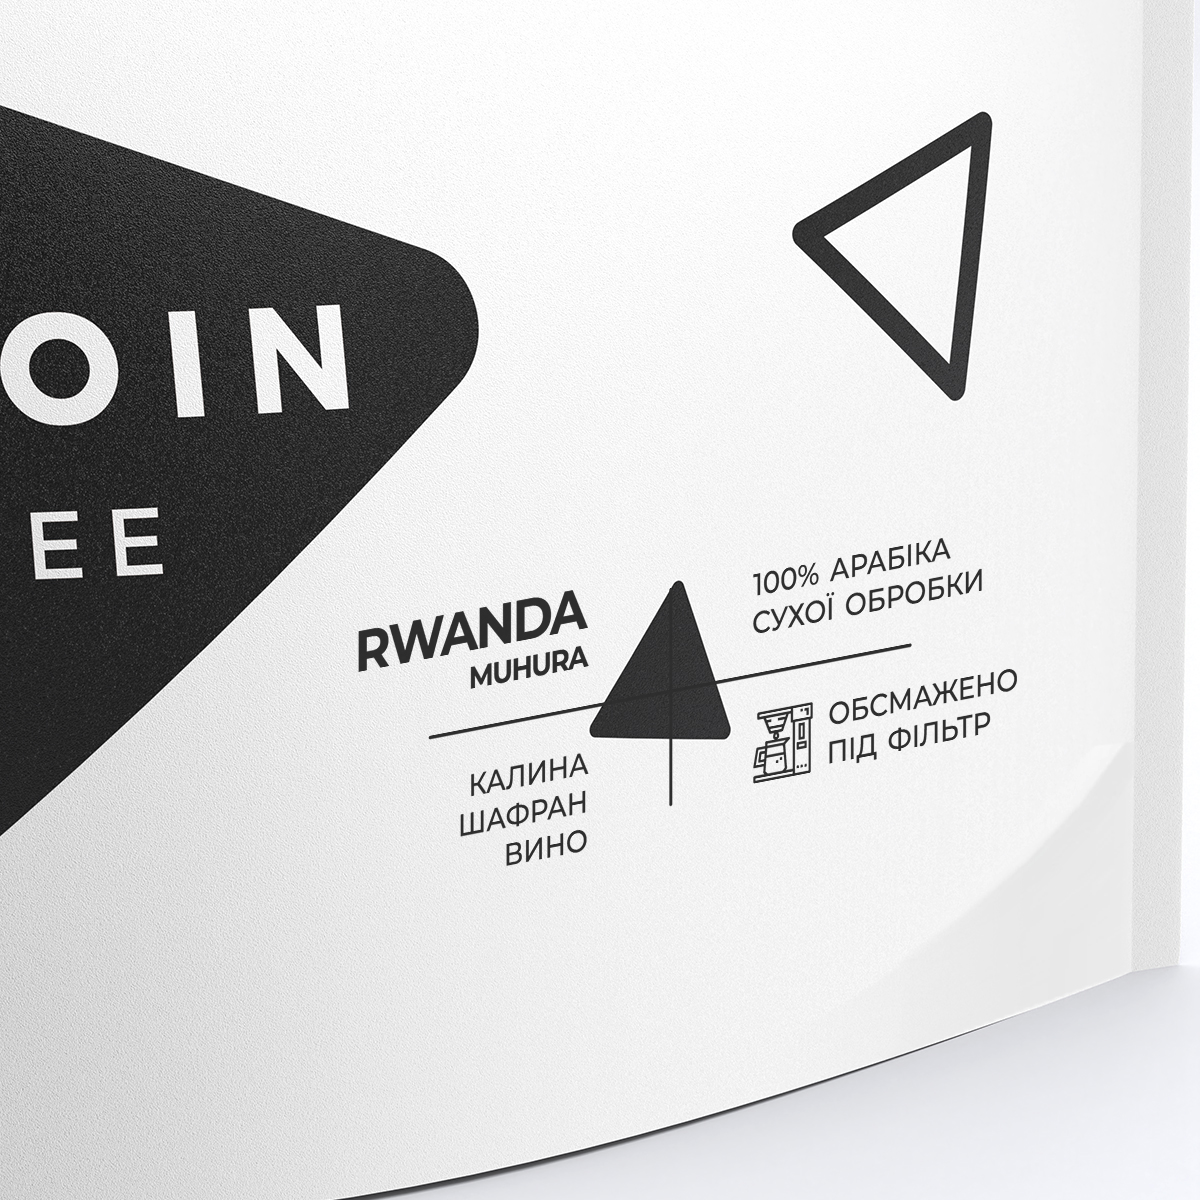 OIN
EE
RWANDA
MUHURA
100% АРАБІКА
СУХОЇ ОБРОБКИ
КАЛИНА
ШАФРАН
ВИНО
ОБСМАЖЕНО
ПІД ФІЛЬТР